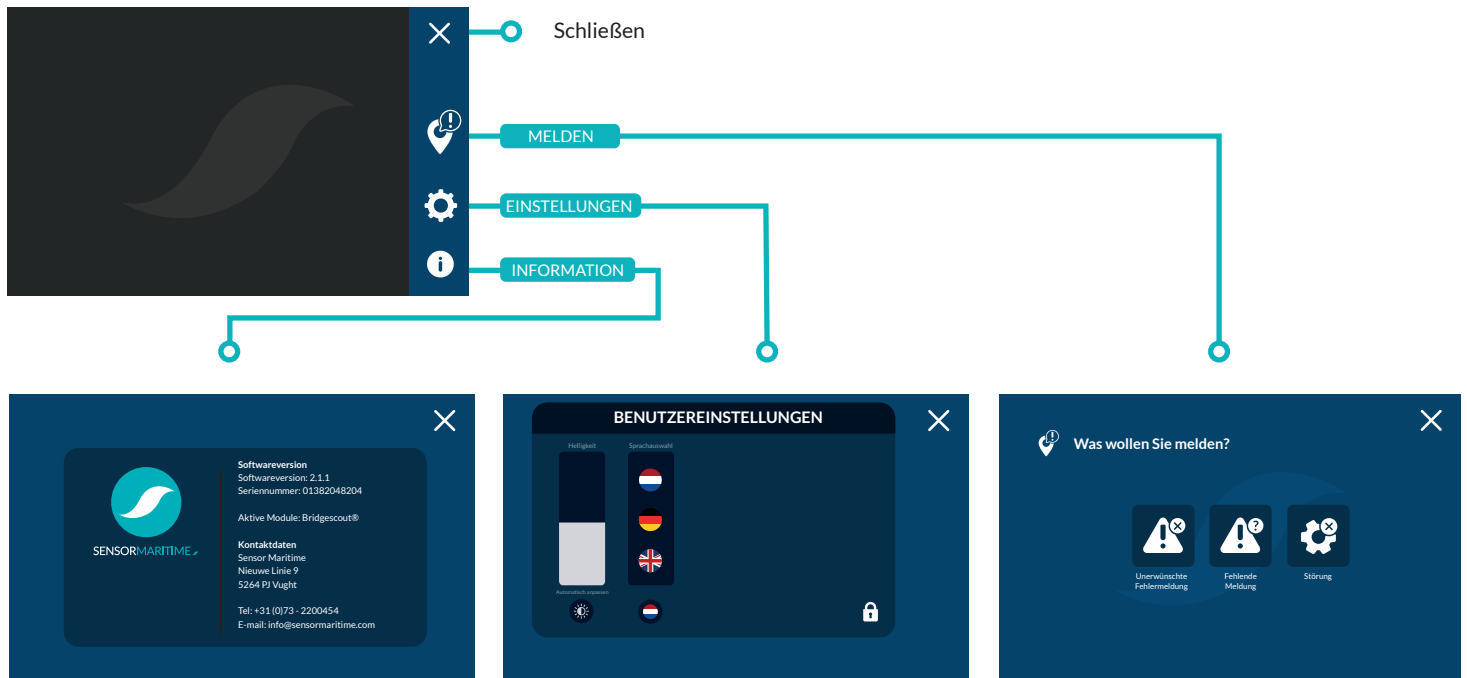 Schließen
MELDEN
EINSTELLUNGEN
INFORMATION
SENSORMARITIME
Softwareversion
Softwareversion: 2.1.1
Seriennummer: 01382048204
Aktive Module: Bridgescout®
Kontaktdaten
Sensor Maritime
Nieuwe Linie 9
5264 PJ Vught
Tel: +31 (0)73 - 2200454
E-mail: info@sensormaritime.com
BENUTZEREINSTELLUNGEN
Helligkeit
Sprachauswahl
Automatisch anpassen
Was wollen Sie melden?
Unerwünschte
Fehlermeldung
Fehlende
Meldung
Störung